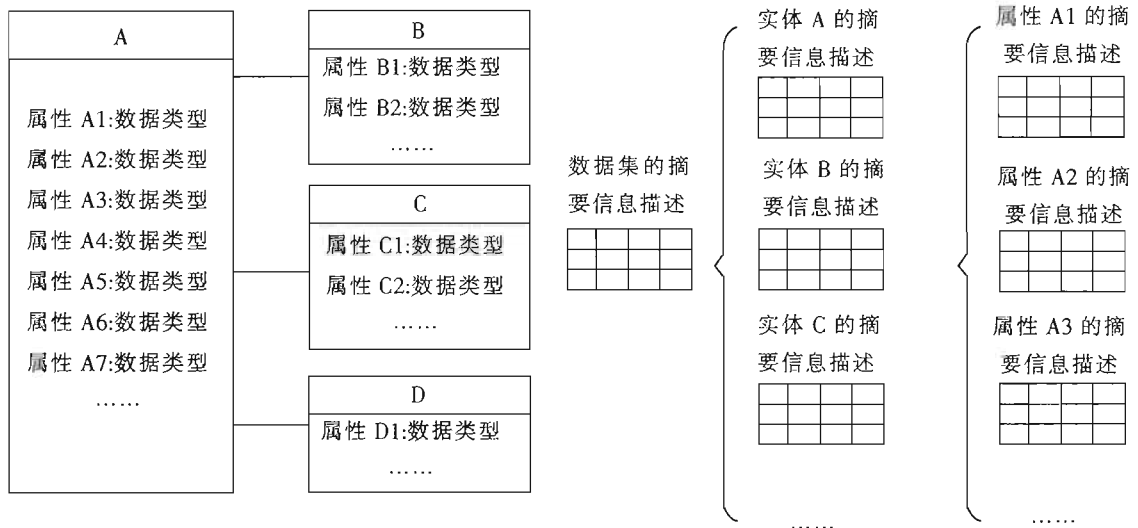 A
属性 A1:数据类型
属性 A2:数据类型
属性 A3:数据类型
属性 A4:数据类型
属性 A5:数据类型
属性 A6:数据类型
属性 A7:数据类型
……
B
属性 B1:数据类型
属性 B2:数据类型
……
C
属性 C1:数据类型
属性 C2:数据类型
……
D
属性 D1:数据类型
……
数据集的摘
要信息描述
实体 A 的摘
要信息描述
实体 B 的摘
要信息描述
实体 C 的摘
要信息描述
……
属性 A1 的摘
要信息描述
属性 A2 的摘
要信息描述
属性 A3 的摘
要信息描述
……